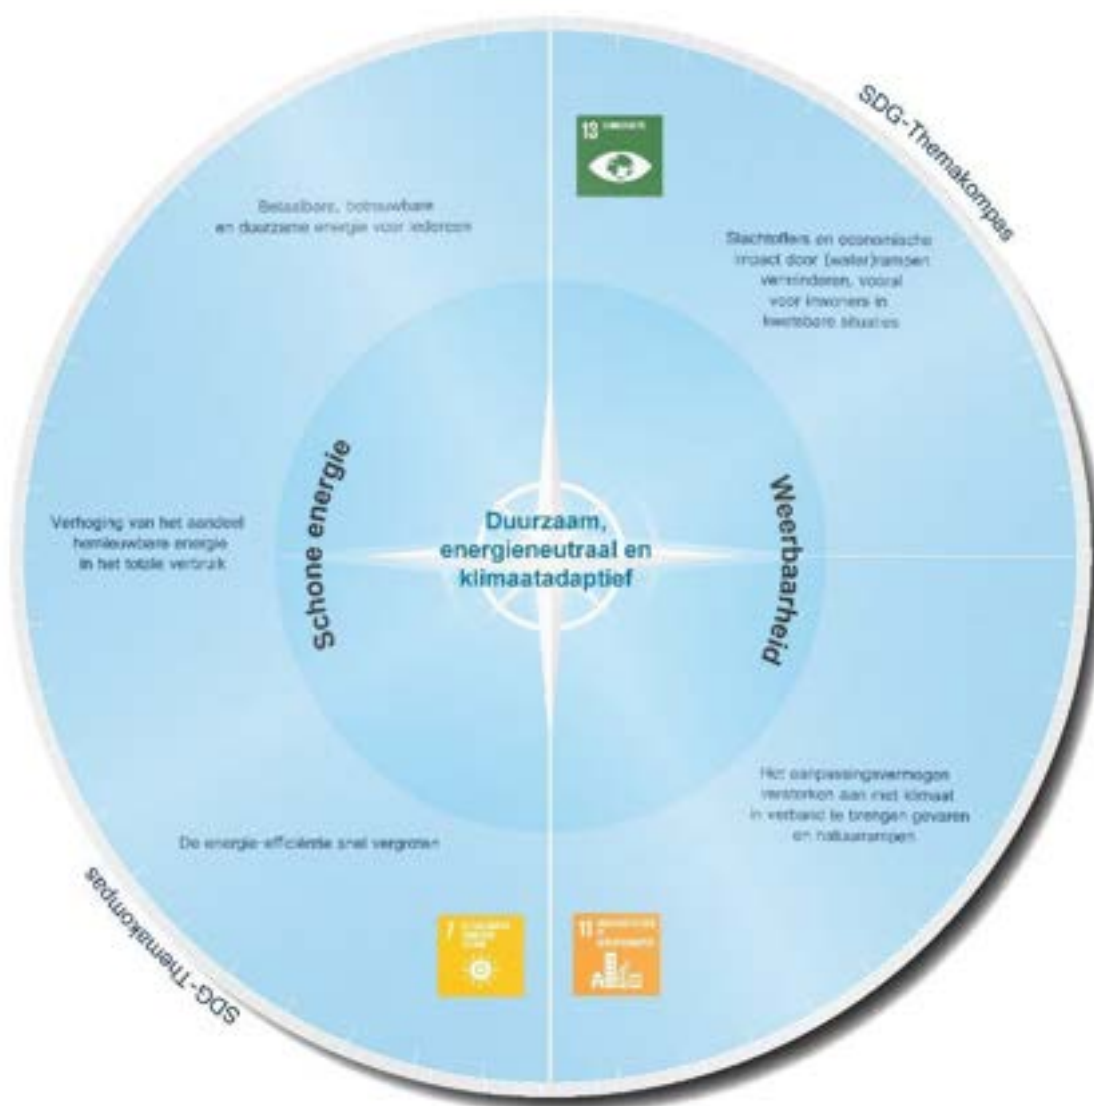 SDG-Themakompas
13
Betaalbare, betrouwbare
en duurzame energie voor iedereen
Slachtoffers en economische
impact door (water)rampen
verminderen, vooral
voor inwoners in
kwetsbare situaties
Schone energie
Weerbaarheid
Duurzaam,
energieneutraal en
klimaatadaptief
Verhoging van het aandeel
hernieuwbare energie
in het totale verbruik
Het aanpassingsvermogen
versterken aan met klimaat
in verband te brengen gevaren
en natuurrampen
De energie-efficiëntie snel vergroten
7
11
SDG-Themakompas